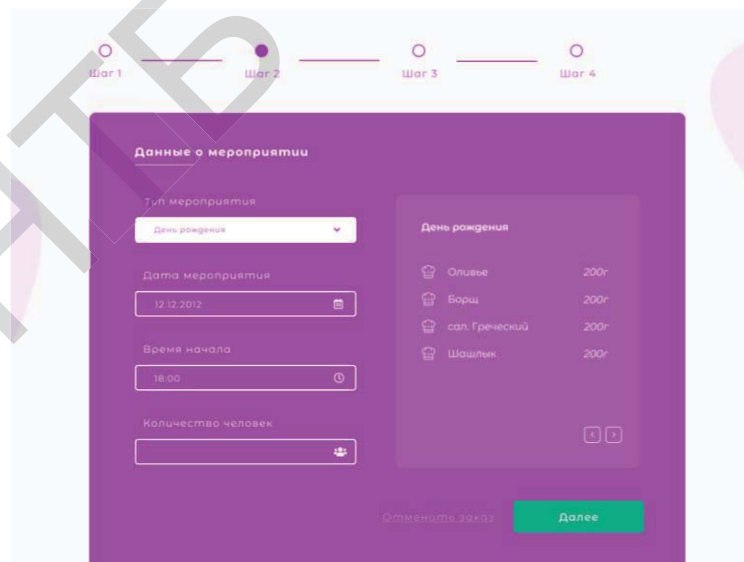 Шаг 1
Шаг 2
Шаг 3
Шаг 4
Данные о мероприятии
Тип мероприятия
День рождения
Дата мероприятия
12.12.2012
Время начала
18:00
Количество человек
День рождения
Оливье 200г
Борщ 200г
сал. Греческий 200г
Шашлык 200г
Отменить заказ
Далее